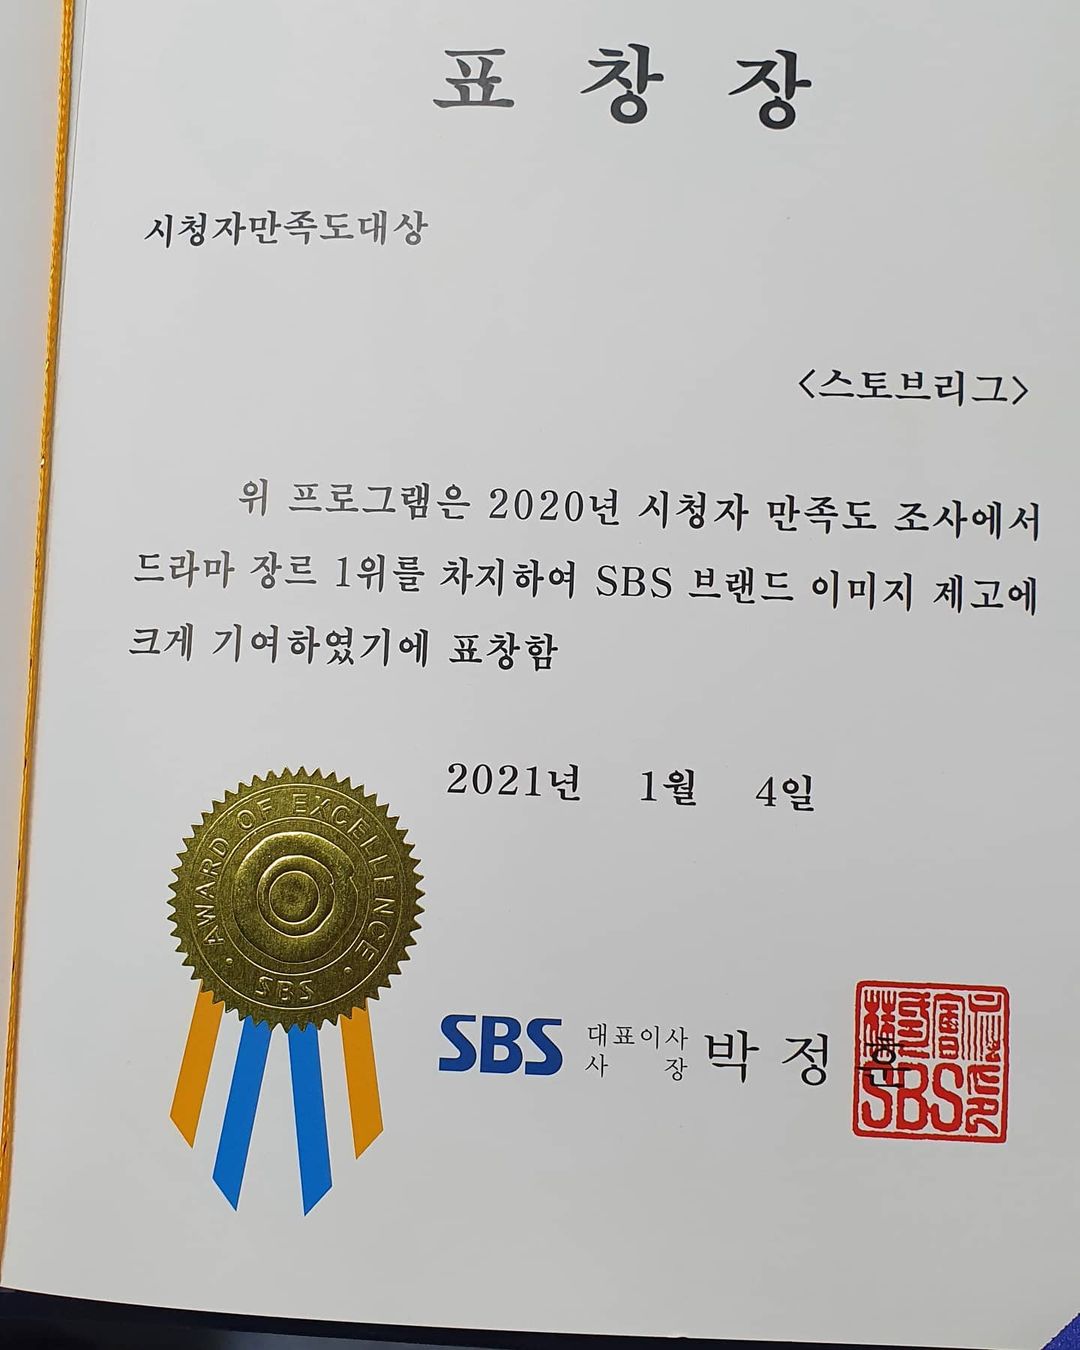 표 창 장
시청자만족도대상
<스토브리그>
위 프로그램은 2020년 시청자 만족도 조사에서
드라마 장르 1위를 차지하여 SBS 브랜드 이미지 제고에
크게 기여하였기에 표창함
2021년 1월 4일
AWARD OF EXCELLENCE
SBS
SBS 대표이사 사 장 박 정 훈
SBS